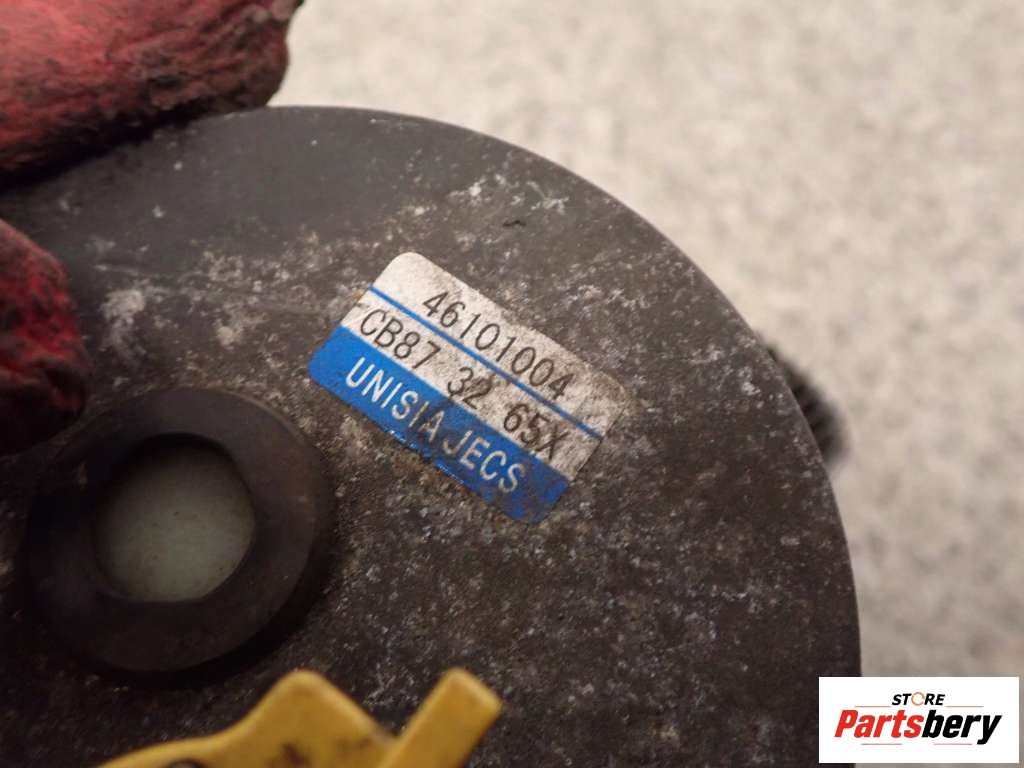 46101004
CB87 32 65X
UNISIA JECS
STORE
Partsbery